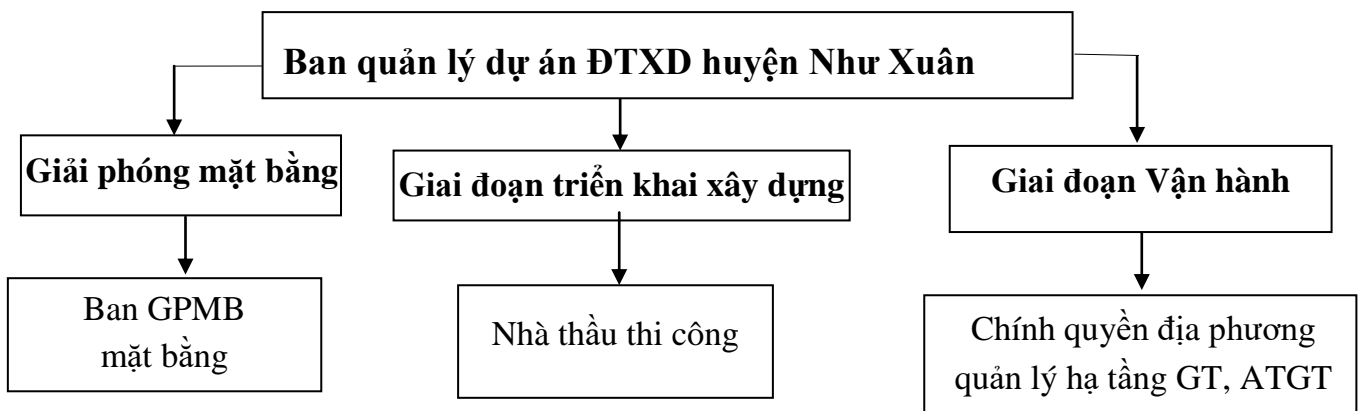 Ban quản lý dự án ĐTXD huyện Như Xuân
Giải phóng mặt bằng
Giai đoạn triển khai xây dựng
Giai đoạn Vận hành
Ban GPMB
mặt bằng
Nhà thầu thi công
Chính quyền địa phương
quản lý hạ tầng GT, ATGT